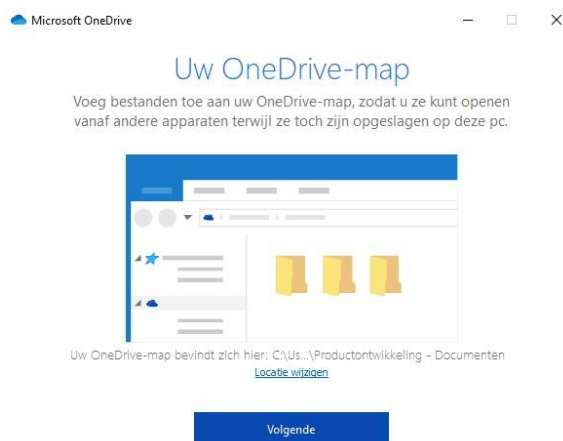 Microsoft OneDrive
Uw OneDrive-map
Voeg bestanden toe aan uw OneDrive-map, zodat u ze kunt openen
vanaf andere apparaten terwijl ze toch zijn opgeslagen op deze pc.
Uw OneDrive-map bevindt zich hier: C:\Us...\Productontwikkeling - Documenten
Locatie wijzigen
Volgende